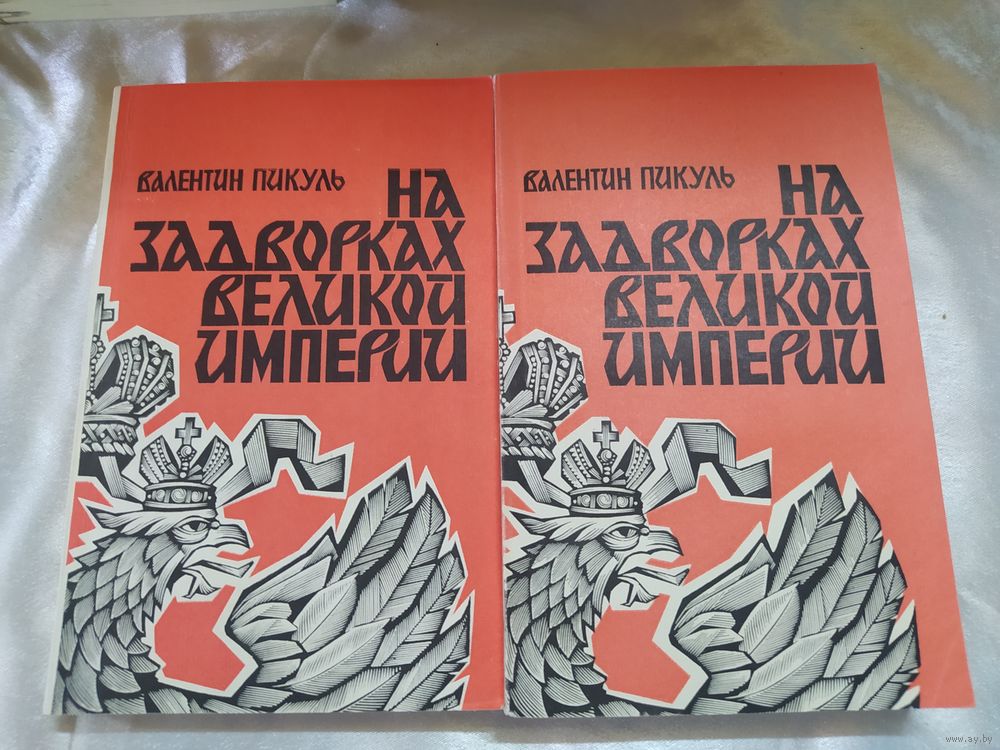 ВАЛЕНТИН ПИКУЛЬ
НА
ЗАДВОРКАХ
ВЕЛИКОЙ
ИМПЕРИИ
ВАЛЕНТИН ПИКУЛЬ
НА
ЗАДВОРКАХ
ВЕЛИКОЙ
ИМПЕРИИ
www.ay.by